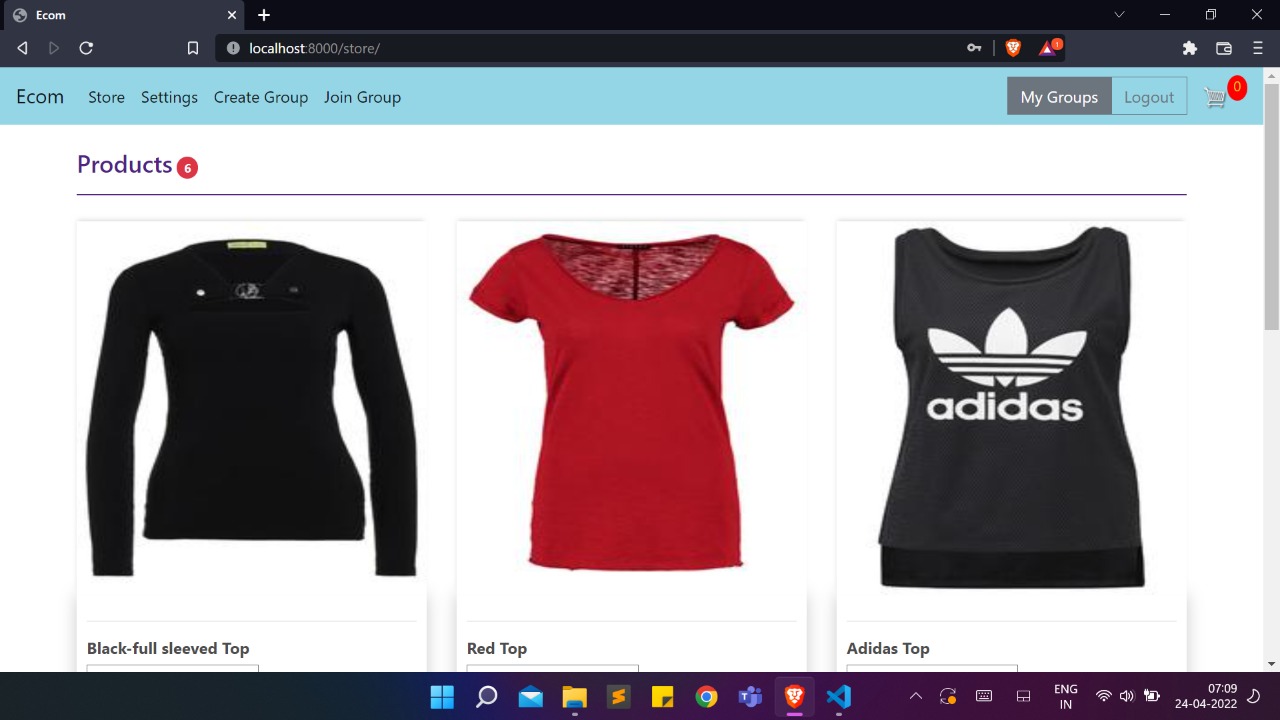 Ecom
localhost:8000/store/
1
Ecom Store Settings Create Group Join Group My Groups Logout 0
Products 6
adidas
Black-full sleeved Top Red Top Adidas Top
ENG 07:09
IN 24-04-2022